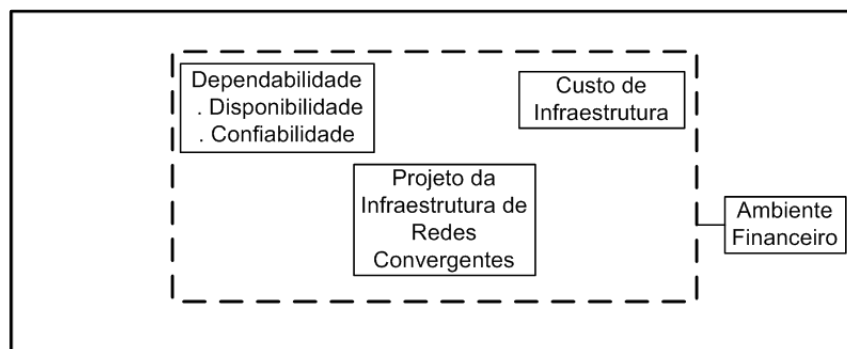 Dependabilidade
. Disponibilidade
. Confiabilidade
Custo de
Infraestrutura
Projeto da
Infraestrutura de
Redes
Convergentes
Ambiente
Financeiro